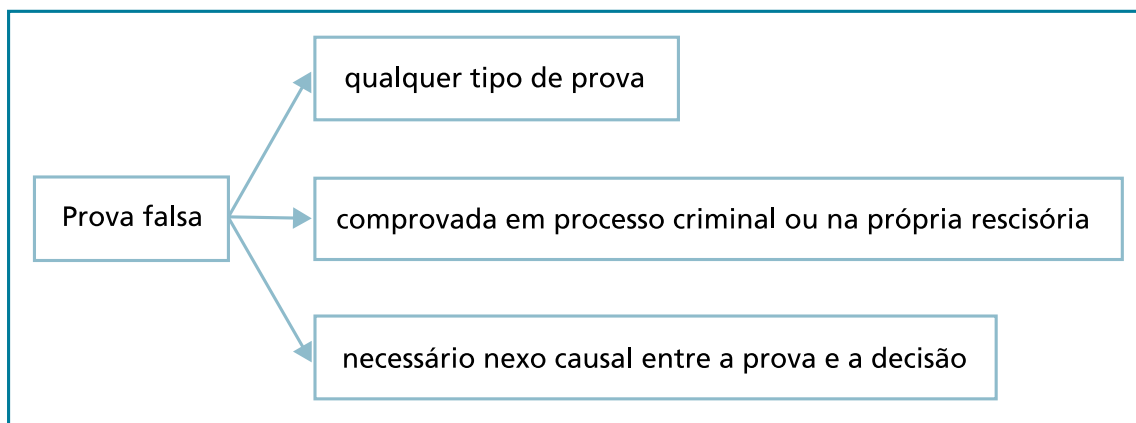 qualquer tipo de prova
Prova falsa
comprovada em processo criminal ou na própria rescisória
necessário nexo causal entre a prova e a decisão